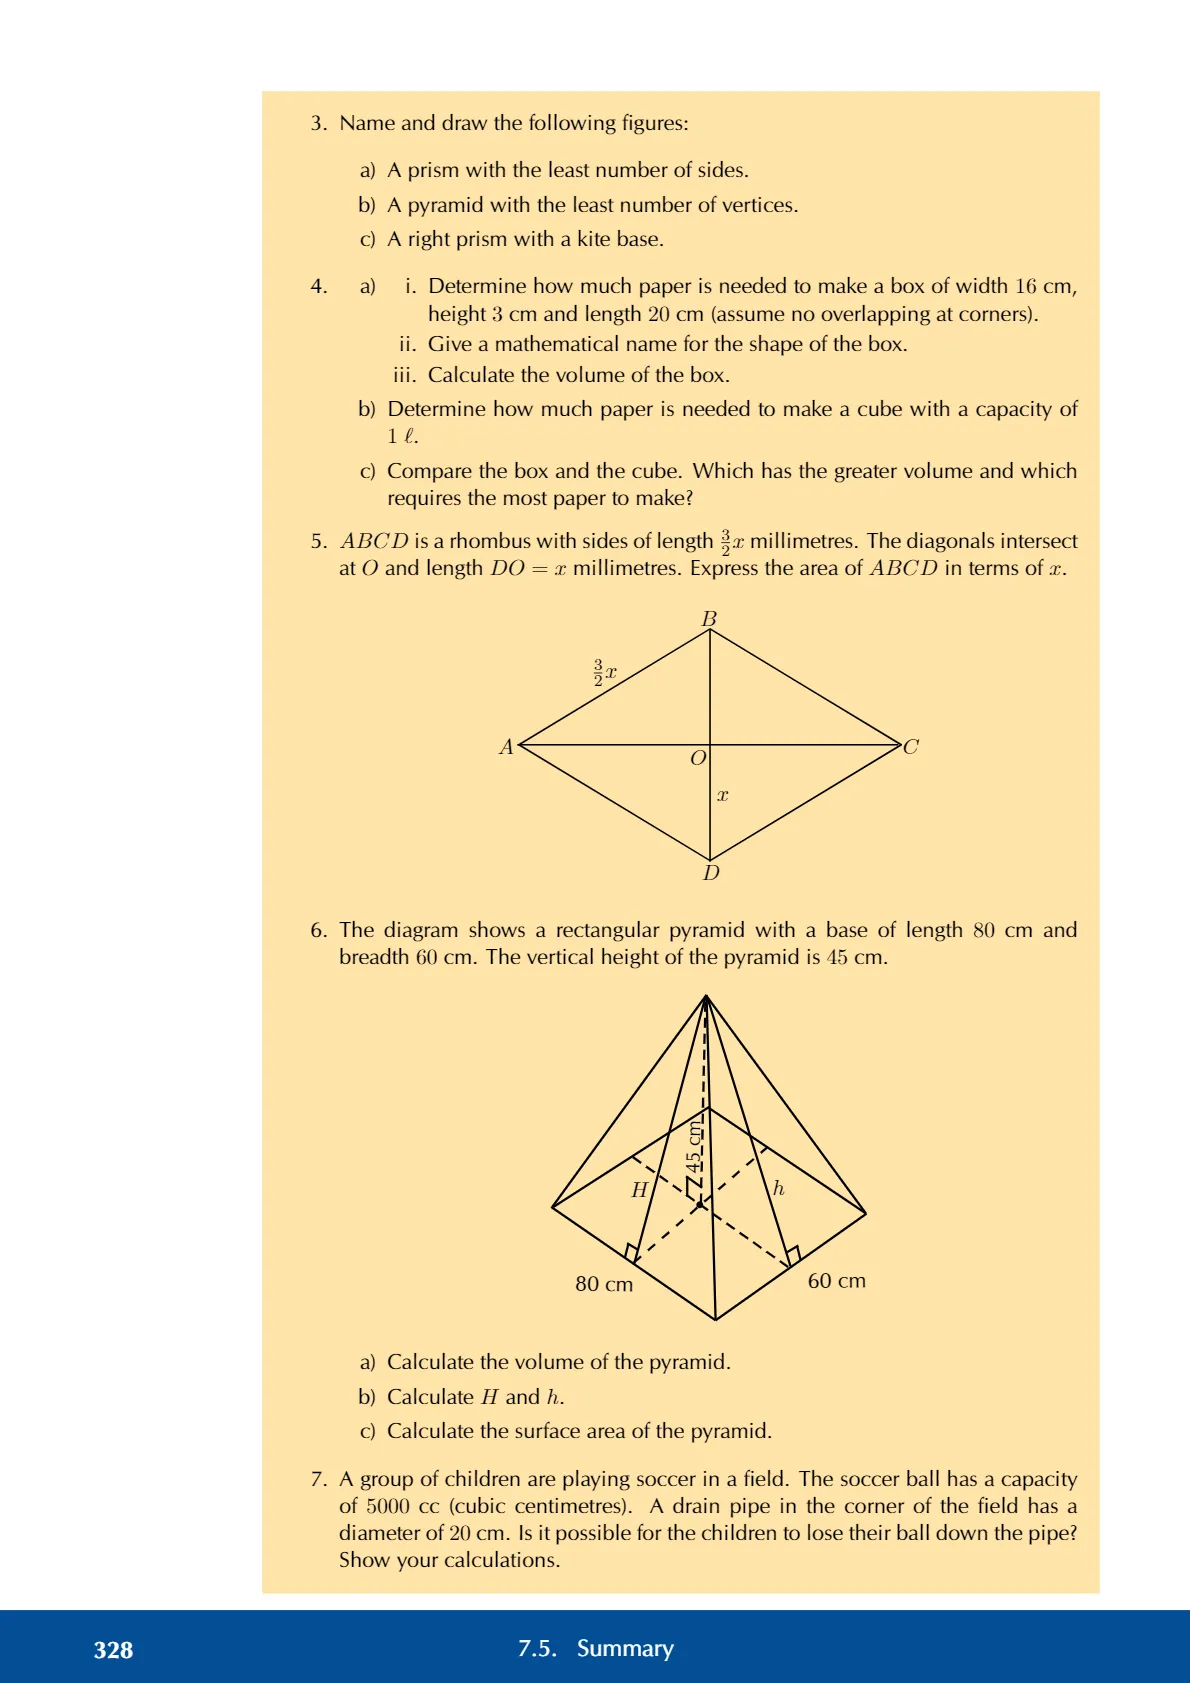 3. Name and draw the following figures:
a) A prism with the least number of sides.
b) A pyramid with the least number of vertices.
c) A right prism with a kite base.
4. a) i. Determine how much paper is needed to make a box of width 16 cm,
height 3 cm and length 20 cm (assume no overlapping at corners).
ii. Give a mathematical name for the shape of the box.
iii. Calculate the volume of the box.
b) Determine how much paper is needed to make a cube with a capacity of
1 ℓ.
c) Compare the box and the cube. Which has the greater volume and which
requires the most paper to make?
5. ABCD is a rhombus with sides of length 3/2 x millimetres. The diagonals intersect
at O and length DO = x millimetres. Express the area of ABCD in terms of x.
B
3/2 x
A
O
C
x
D
6. The diagram shows a rectangular pyramid with a base of length 80 cm and
breadth 60 cm. The vertical height of the pyramid is 45 cm.
45 cm
H
h
80 cm
60 cm
a) Calculate the volume of the pyramid.
b) Calculate H and h.
c) Calculate the surface area of the pyramid.
7. A group of children are playing soccer in a field. The soccer ball has a capacity
of 5000 cc (cubic centimetres). A drain pipe in the corner of the field has a
diameter of 20 cm. Is it possible for the children to lose their ball down the pipe?
Show your calculations.
328
7.5. Summary